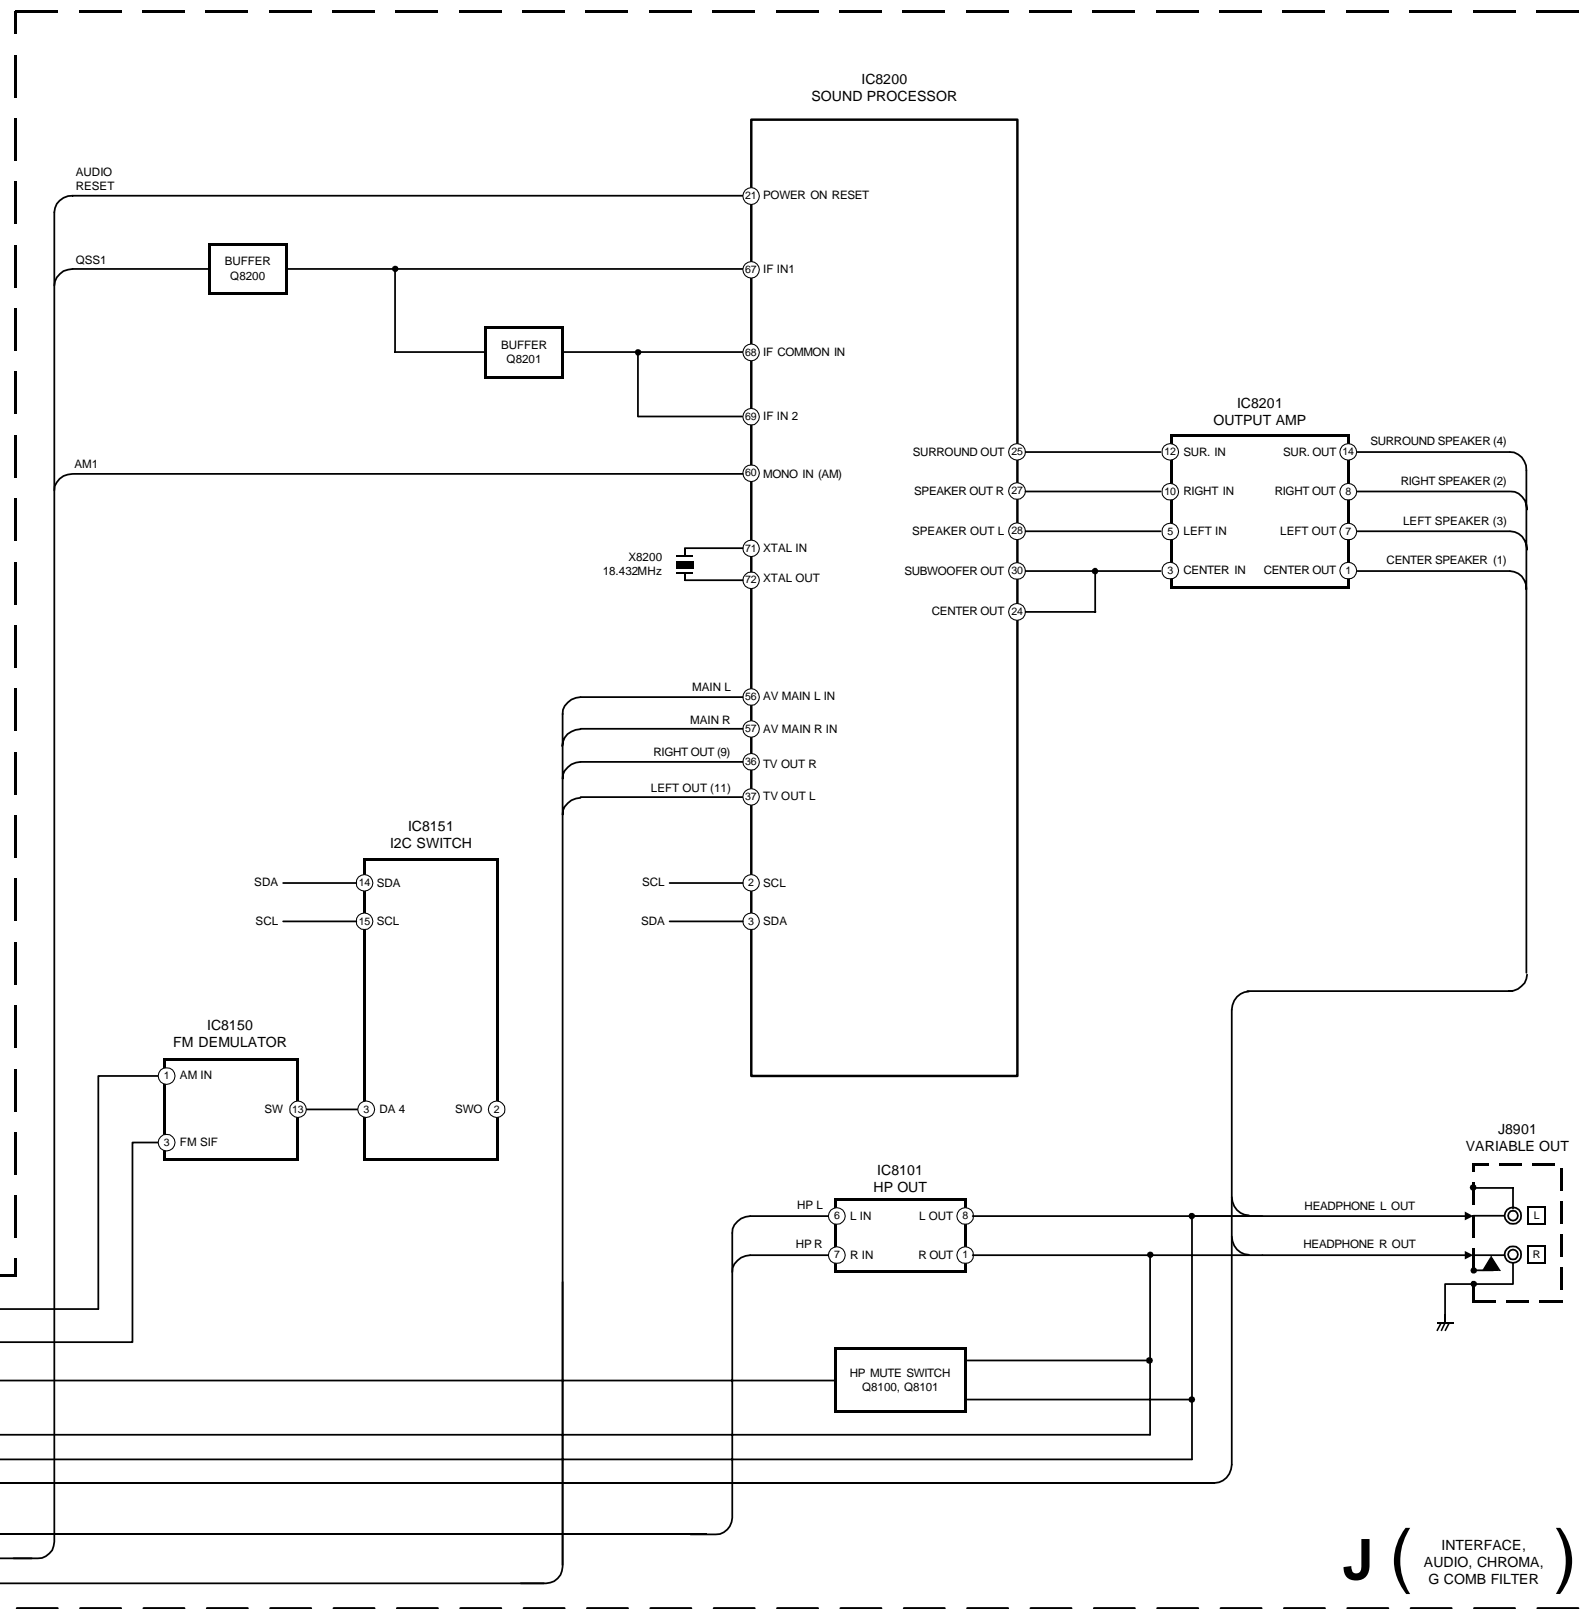 IC8200
SOUND PROCESSOR
AUDIO
RESET
21 POWER ON RESET
QSS1
BUFFER
Q8200
67 IF IN1
BUFFER
Q8201
68 IF COMMON IN
69 IF IN 2
AM1
60 MONO IN (AM)
X8200
18.432MHz
71 XTAL IN
72 XTAL OUT
SURROUND OUT 25
SPEAKER OUT R 27
SPEAKER OUT L 28
SUBWOOFER OUT 30
CENTER OUT 24
IC8201
OUTPUT AMP
12 SUR. IN SUR. OUT 14
10 RIGHT IN RIGHT OUT 8
5 LEFT IN LEFT OUT 7
3 CENTER IN CENTER OUT 1
SURROUND SPEAKER (4)
RIGHT SPEAKER (2)
LEFT SPEAKER (3)
CENTER SPEAKER (1)
MAIN L 56 AV MAIN L IN
MAIN R 57 AV MAIN R IN
RIGHT OUT (9) 36 TV OUT R
LEFT OUT (11) 37 TV OUT L
SCL 2 SCL
SDA 3 SDA
IC8151
I2C SWITCH
SDA 14 SDA
SCL 15 SCL
3 DA 4 SWO 2
IC8150
FM DEMULATOR
1 AM IN
SW 13
3 FM SIF
IC8101
HP OUT
HP L 6 L IN L OUT 8
HP R 7 R IN R OUT 1
HP MUTE SWITCH
Q8100, Q8101
HEADPHONE L OUT
HEADPHONE R OUT
J8901
VARIABLE OUT
L
R
J ( INTERFACE,
AUDIO, CHROMA,
G COMB FILTER )